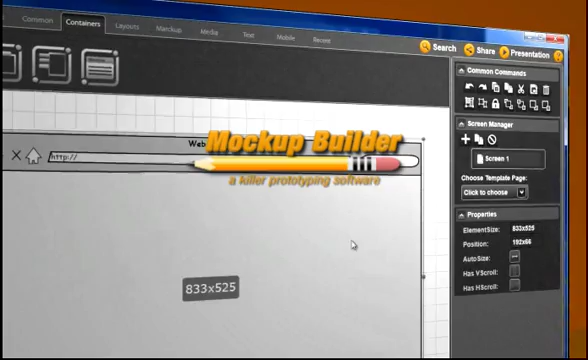 Common Containers Layouts Markup Media Text Mobile Recent
Search Share Presentation
Common Commands
Screen Manager
Screen 1
Choose Template Page:
Click to choose
Properties
ElementSize: 833x525
Position: 192x66
AutoSize:
Has VScroll:
Has HScroll:
Web
http://
Mockup Builder
a killer prototyping software
833x525